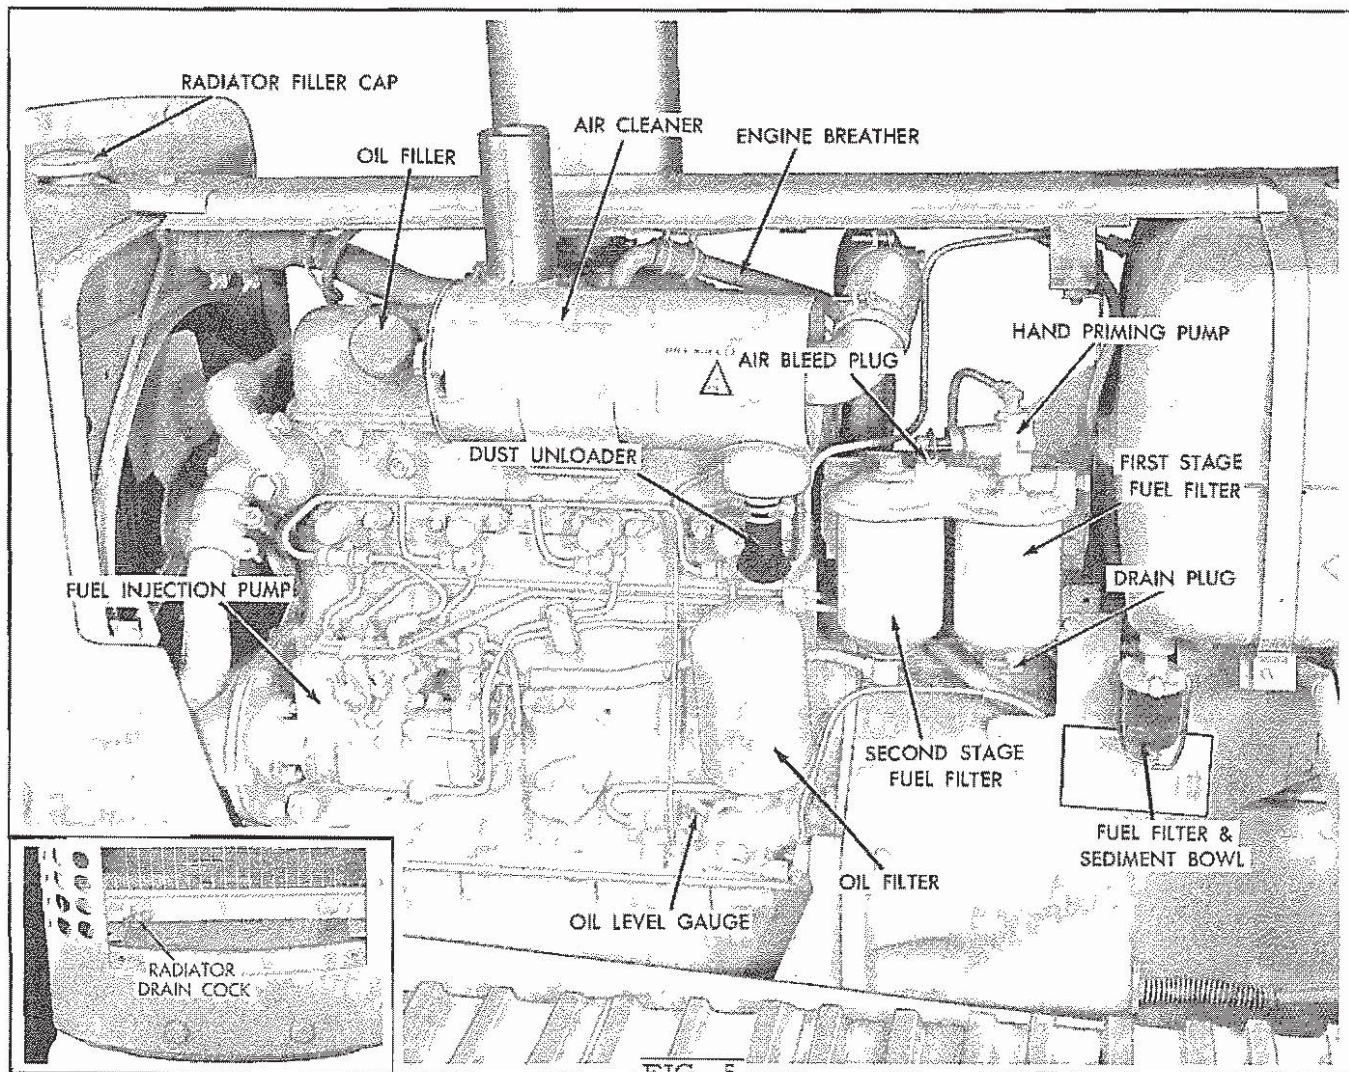 RADIATOR FILLER CAP
OIL FILLER
AIR CLEANER
ENGINE BREATHER
HAND PRIMING PUMP
AIR BLEED PLUG
DUST UNLOADER
FIRST STAGE
FUEL FILTER
FUEL INJECTION PUMP
DRAIN PLUG
SECOND STAGE
FUEL FILTER
FUEL FILTER &
SEDIMENT BOWL
OIL FILTER
OIL LEVEL GAUGE
RADIATOR
DRAIN COCK
FIG. 5